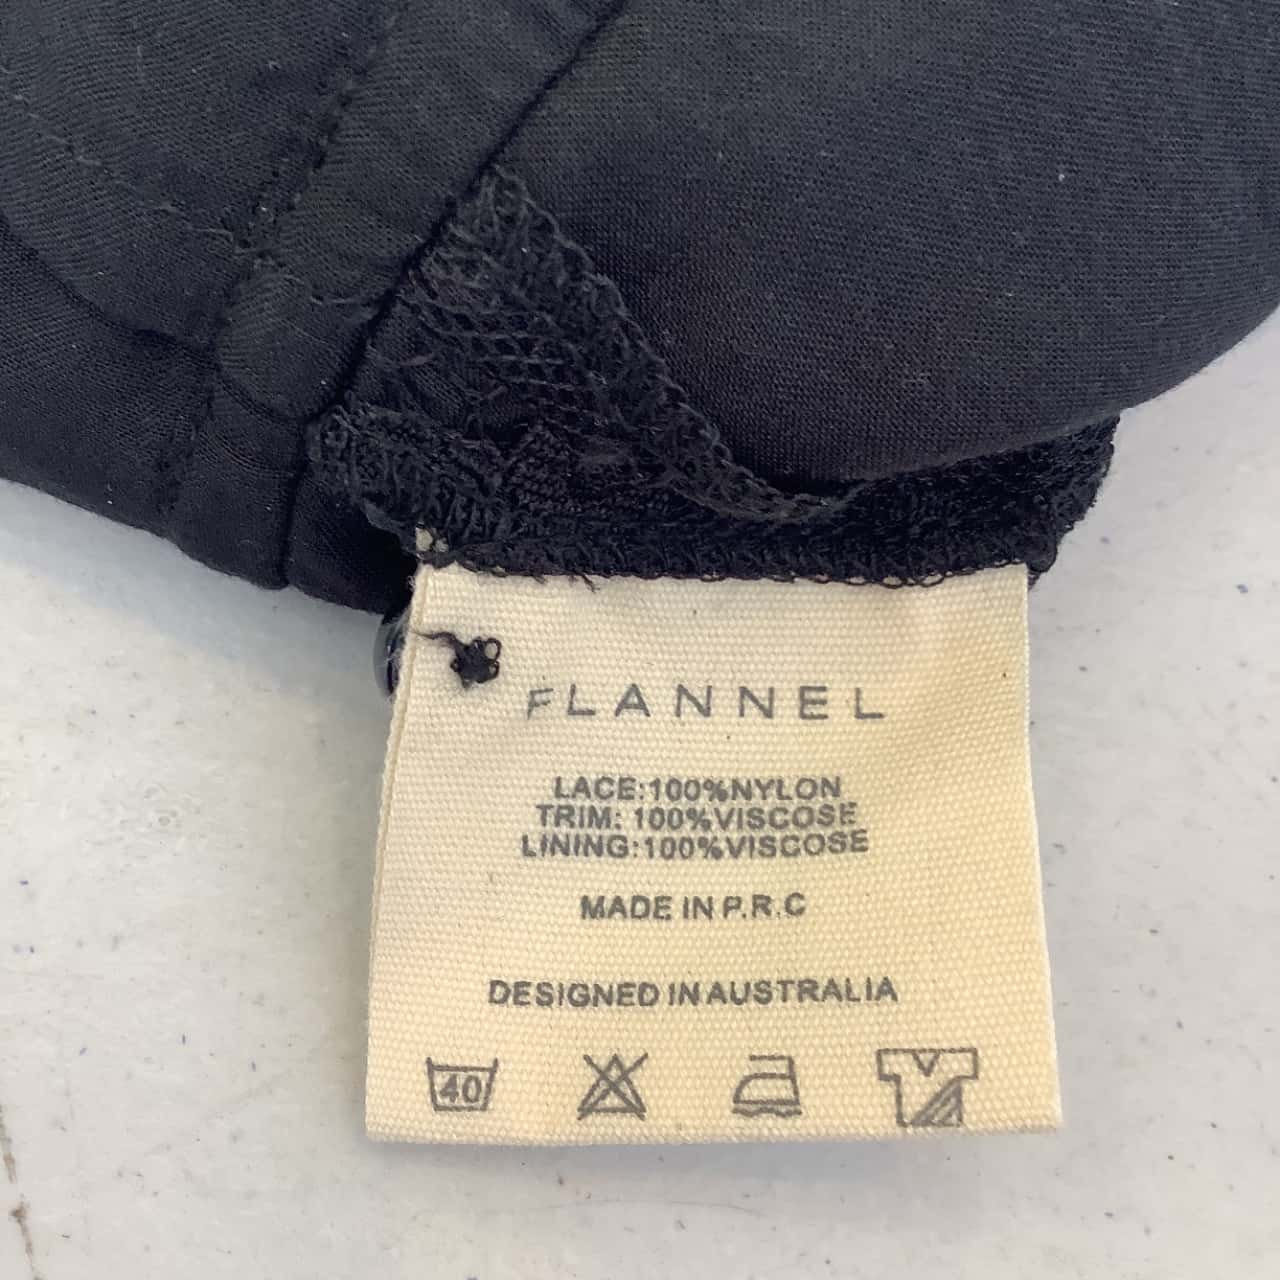 FLANNEL
LACE:100%NYLON
TRIM: 100%VISCOSE
LINING:100%VISCOSE
MADE IN P.R.C
DESIGNED IN AUSTRALIA
40